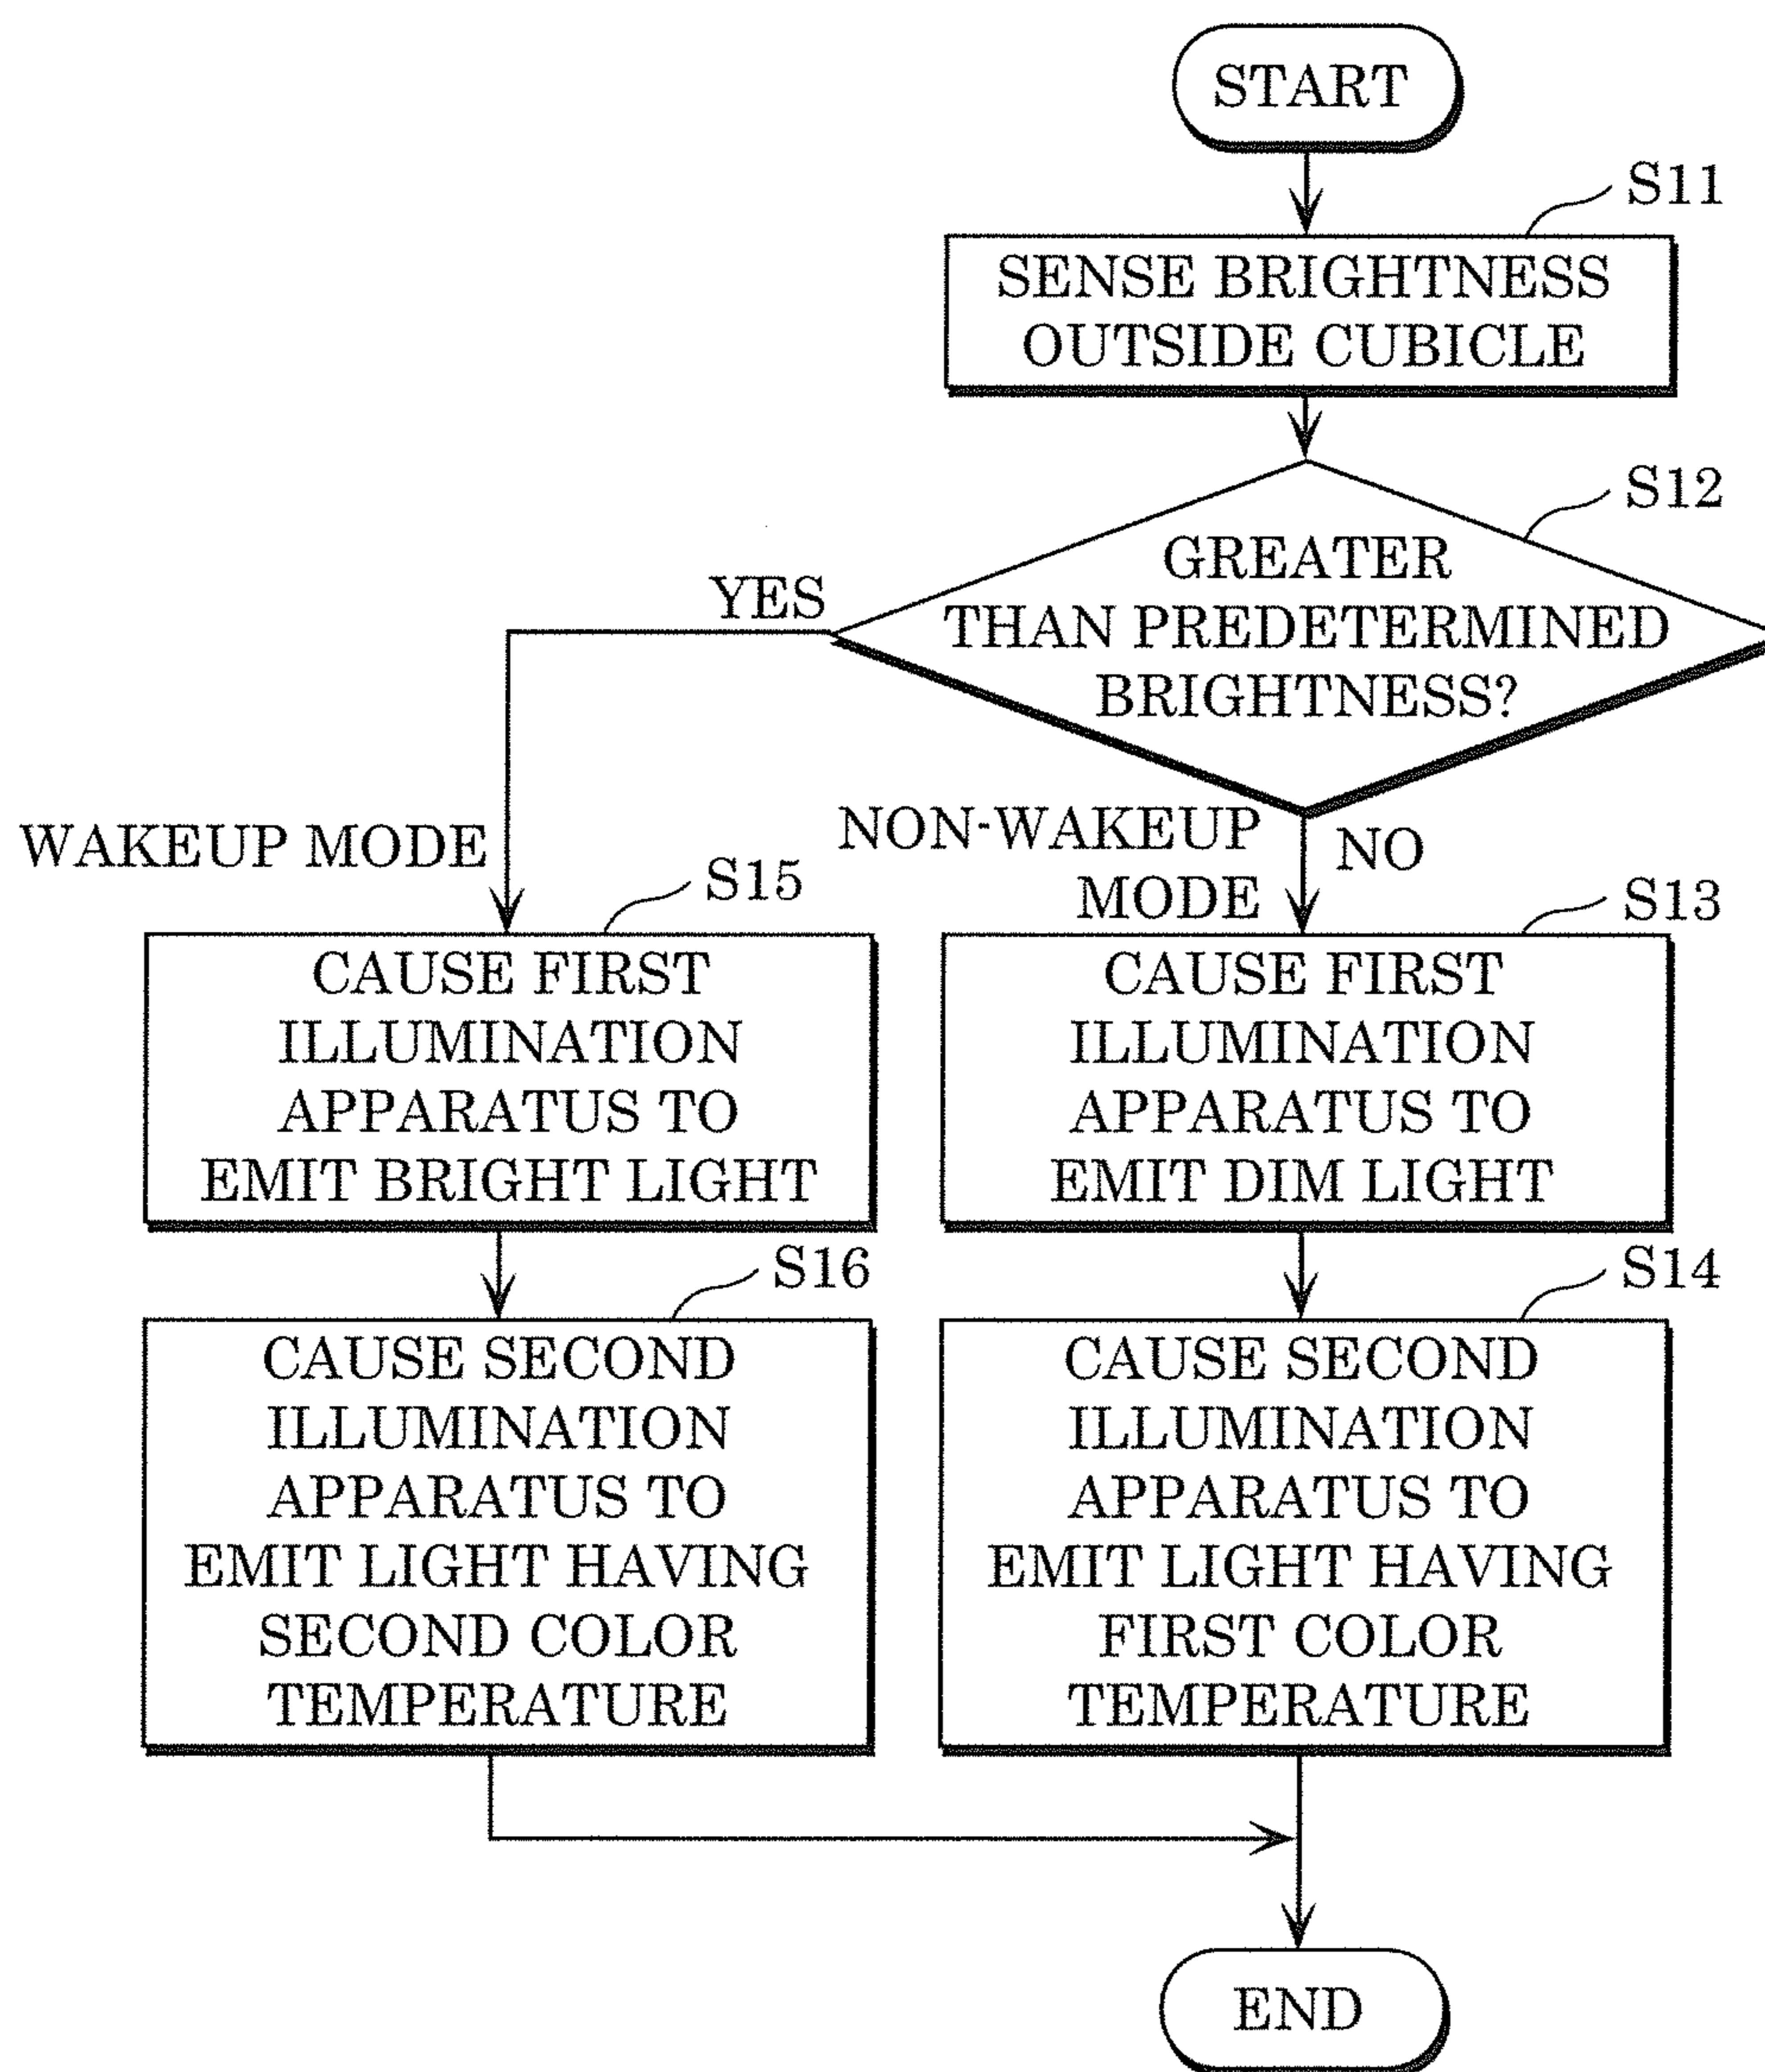 START
S11
SENSE BRIGHTNESS
OUTSIDE CUBICLE
S12
GREATER
THAN PREDETERMINED
BRIGHTNESS?
YES
WAKEUP MODE
NON-WAKEUP
MODE
NO
S15
CAUSE FIRST
ILLUMINATION
APPARATUS TO
EMIT BRIGHT LIGHT
S13
CAUSE FIRST
ILLUMINATION
APPARATUS TO
EMIT DIM LIGHT
S16
CAUSE SECOND
ILLUMINATION
APPARATUS TO
EMIT LIGHT HAVING
SECOND COLOR
TEMPERATURE
S14
CAUSE SECOND
ILLUMINATION
APPARATUS TO
EMIT LIGHT HAVING
FIRST COLOR
TEMPERATURE
END